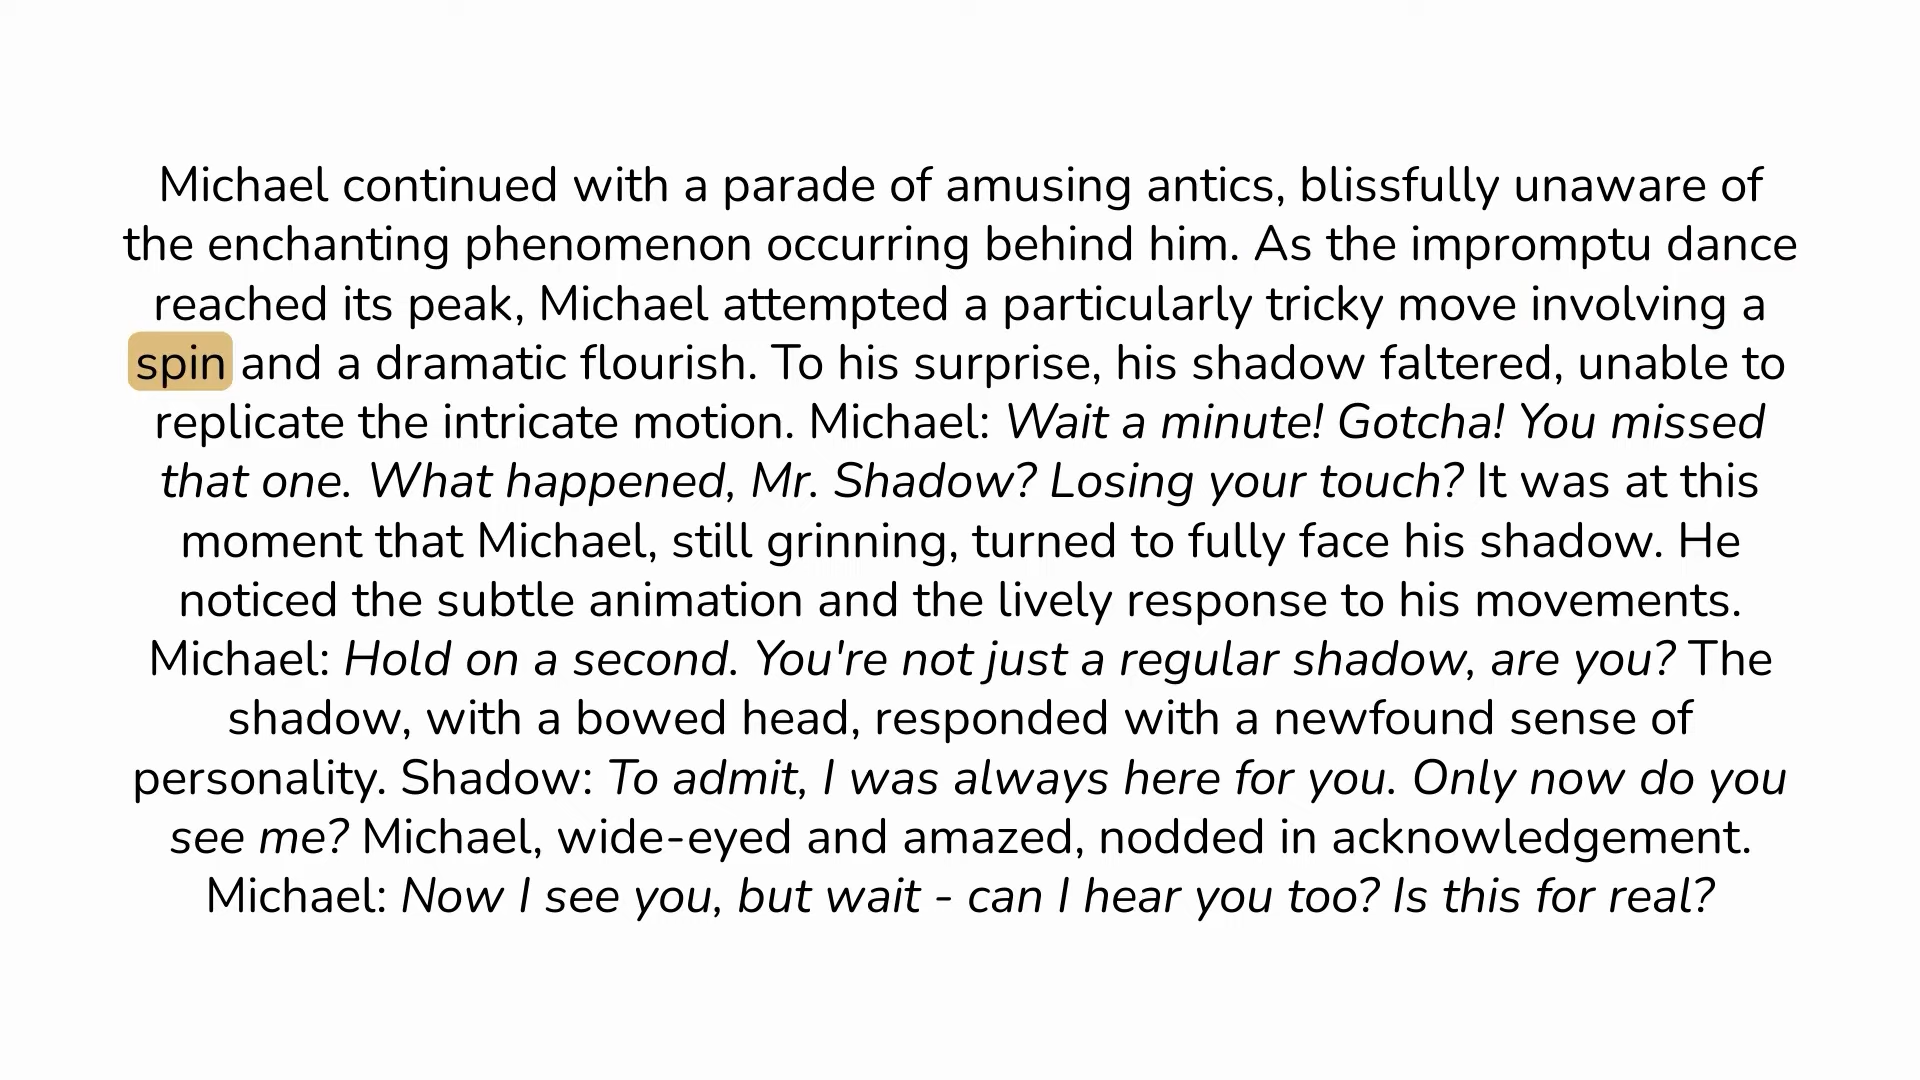 Michael continued with a parade of amusing antics, blissfully unaware of
the enchanting phenomenon occurring behind him. As the impromptu dance
reached its peak, Michael attempted a particularly tricky move involving a
spin and a dramatic flourish. To his surprise, his shadow faltered, unable to
replicate the intricate motion. Michael: Wait a minute! Gotcha! You missed
that one. What happened, Mr. Shadow? Losing your touch? It was at this
moment that Michael, still grinning, turned to fully face his shadow. He
noticed the subtle animation and the lively response to his movements.
Michael: Hold on a second. You're not just a regular shadow, are you? The
shadow, with a bowed head, responded with a newfound sense of
personality. Shadow: To admit, I was always here for you. Only now do you
see me? Michael, wide-eyed and amazed, nodded in acknowledgement.
Michael: Now I see you, but wait - can I hear you too? Is this for real?